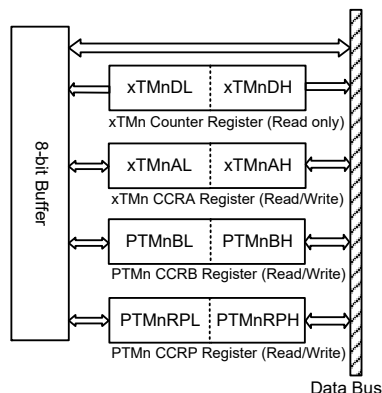 8-bit Buffer
xTMnDL xTMnDH
xTMn Counter Register (Read only)
xTMnAL xTMnAH
xTMn CCRA Register (Read/Write)
PTMnBL PTMnBH
PTMn CCRB Register (Read/Write)
PTMnRPL PTMnRPH
PTMn CCRP Register (Read/Write)
Data Bus